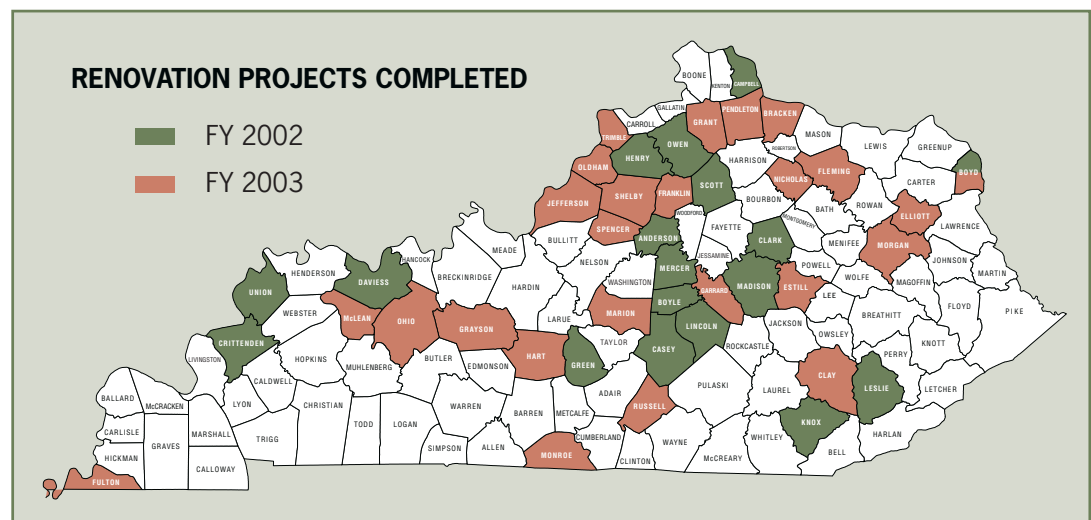 RENOVATION PROJECTS COMPLETED
FY 2002
FY 2003
BOONE
KENTON
CAMPBELL
GALLATIN
CARROLL
GRANT
PENDLETON
BRACKEN
TRIMBLE
OWEN
MASON
ROBERTSON
LEWIS
GREENUP
HENRY
HARRISON
OLDHAM
NICHOLAS
FLEMING
CARTER
BOYD
SHELBY
FRANKLIN
SCOTT
BOURBON
BATH
ROWAN
ELLIOTT
JEFFERSON
WOODFORD
FAYETTE
MONTGOMERY
LAWRENCE
SPENCER
ANDERSON
CLARK
MENIFEE
MORGAN
BULLITT
JESSAMINE
MEADE
HANCOCK
NELSON
MERCER
POWELL
WOLFE
MAGOFFIN
JOHNSON
MARTIN
HENDERSON
DAVIESS
BRECKINRIDGE
HARDIN
WASHINGTON
GARRARD
MADISON
ESTILL
LEE
UNION
BOYLE
WEBSTER
McLEAN
OHIO
GRAYSON
LARUE
MARION
LINCOLN
JACKSON
OWSLEY
BREATHITT
FLOYD
PIKE
CRITTENDEN
HART
TAYLOR
CASEY
ROCKCASTLE
PERRY
KNOTT
LIVINGSTON
HOPKINS
MUHLENBERG
BUTLER
EDMONSON
GREEN
CALDWELL
ADAIR
PULASKI
LAUREL
CLAY
LESLIE
LETCHER
BALLARD
McCRACKEN
LYON
CHRISTIAN
WARREN
BARREN
METCALFE
RUSSELL
CARLISLE
GRAVES
MARSHALL
TRIGG
TODD
LOGAN
SIMPSON
ALLEN
MONROE
CUMBERLAND
CLINTON
WAYNE
McCREARY
WHITLEY
KNOX
BELL
HARLAN
HICKMAN
CALLOWAY
FULTON